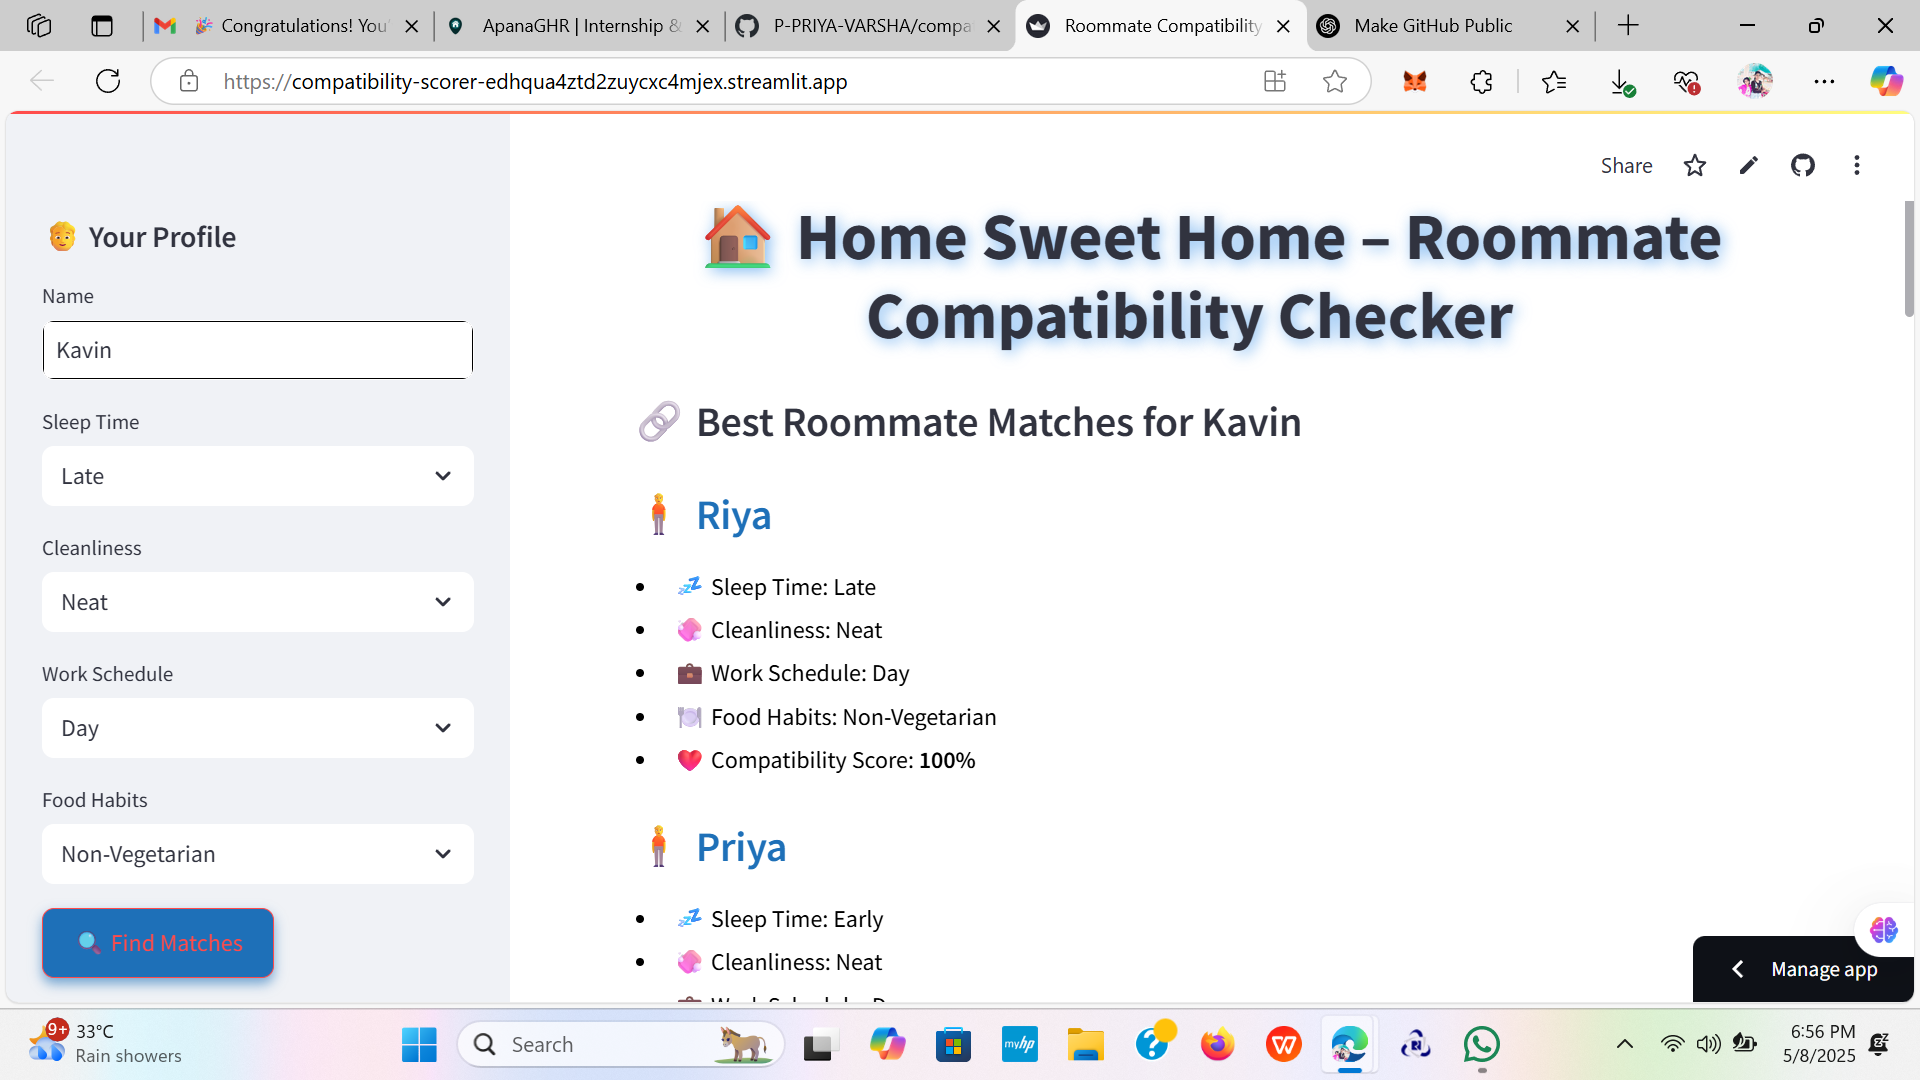 Congratulations! You
ApanaGHR | Internship &
P-PRIYA-VARSHA/compa
Roommate Compatibility
Make GitHub Public
https://compatibility-scorer-edhqua4ztd2zuycxc4mjex.streamlit.app
Share
Your Profile
Name
Kavin
Sleep Time
Late
Cleanliness
Neat
Work Schedule
Day
Food Habits
Non-Vegetarian
Find Matches
Home Sweet Home – Roommate
Compatibility Checker
Best Roommate Matches for Kavin
Riya
Sleep Time: Late
Cleanliness: Neat
Work Schedule: Day
Food Habits: Non-Vegetarian
Compatibility Score: 100%
Priya
Sleep Time: Early
Cleanliness: Neat
Manage app
9+
33°C
Rain showers
Search
myhp
6:56 PM
5/8/2025